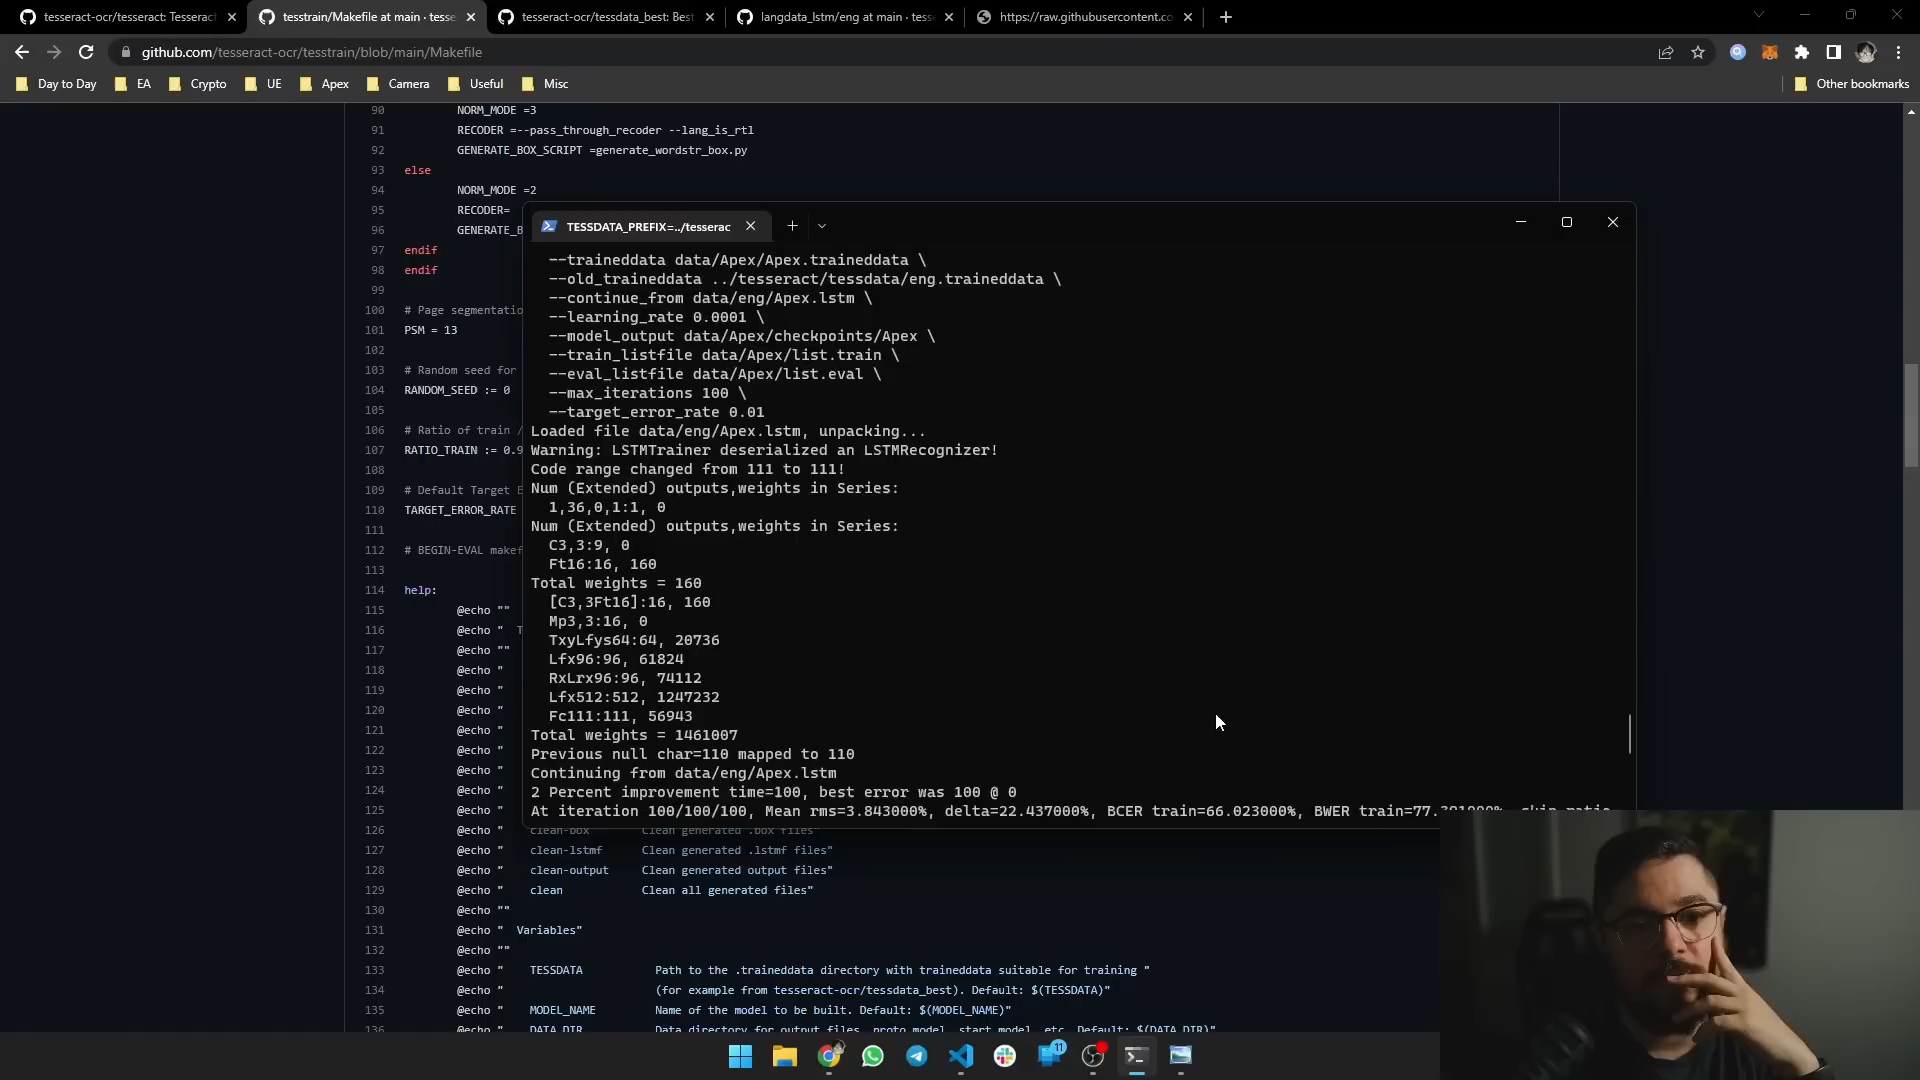 tesseract-ocr/tesseract: Tesseract
tesstrain/Makefile at main · tesse
tesseract-ocr/tessdata_best: Best
langdata_lstm/eng at main · tess
https://raw.githubusercontent.co
github.com/tesseract-ocr/tesstrain/blob/main/Makefile
Day to Day
EA
Crypto
UE
Apex
Camera
Useful
Misc
Other bookmarks
90 NORM_MODE =3
91 RECODER =--pass_through_recoder --lang_is_rtl
92 GENERATE_BOX_SCRIPT =generate_wordstr_box.py
93 else
94 NORM_MODE =2
95 RECODER=
96 GENERATE_B
97 endif
98 endif
99
100 # Page segmentatio
101 PSM = 13
102
103 # Random seed for
104 RANDOM_SEED := 0
105
106 # Ratio of train /
107 RATIO_TRAIN := 0.9
108
109 # Default Target E
110 TARGET_ERROR_RATE
111
112 # BEGIN-EVAL makef
113
114 help:
115 @echo ""
116 @echo " T
117 @echo ""
118 @echo "
119 @echo "
120 @echo "
121 @echo "
122 @echo "
123 @echo "
124 @echo "
125 @echo "
126 @echo " clean-box Clean generated .box files"
127 @echo " clean-lstmf Clean generated .lstmf files"
128 @echo " clean-output Clean generated output files"
129 @echo " clean Clean all generated files"
130 @echo ""
131 @echo " Variables"
132 @echo ""
133 @echo " TESSDATA Path to the .traineddata directory with traineddata suitable for training "
134 @echo " (for example from tesseract-ocr/tessdata_best). Default: $(TESSDATA)"
135 @echo " MODEL_NAME Name of the model to be built. Default: $(MODEL_NAME)"
136 @echo " DATA_DIR Data directory for output files, proto model, start model, etc. Default: $(DATA_DIR)"
TESSDATA_PREFIX=../tesserac
--traineddata data/Apex/Apex.traineddata \
--old_traineddata ../tesseract/tessdata/eng.traineddata \
--continue_from data/eng/Apex.lstm \
--learning_rate 0.0001 \
--model_output data/Apex/checkpoints/Apex \
--train_listfile data/Apex/list.train \
--eval_listfile data/Apex/list.eval \
--max_iterations 100 \
--target_error_rate 0.01
Loaded file data/eng/Apex.lstm, unpacking...
Warning: LSTMTrainer deserialized an LSTMRecognizer!
Code range changed from 111 to 111!
Num (Extended) outputs,weights in Series:
1,36,0,1:1, 0
Num (Extended) outputs,weights in Series:
C3,3:9, 0
Ft16:16, 160
Total weights = 160
[C3,3Ft16]:16, 160
Mp3,3:16, 0
TxyLfys64:64, 20736
Lfx96:96, 61824
RxLrx96:96, 74112
Lfx512:512, 1247232
Fc111:111, 56943
Total weights = 1461007
Previous null char=110 mapped to 110
Continuing from data/eng/Apex.lstm
2 Percent improvement time=100, best error was 100 @ 0
At iteration 100/100/100, Mean rms=3.843000%, delta=22.437000%, BCER train=66.023000%, BWER train=
11